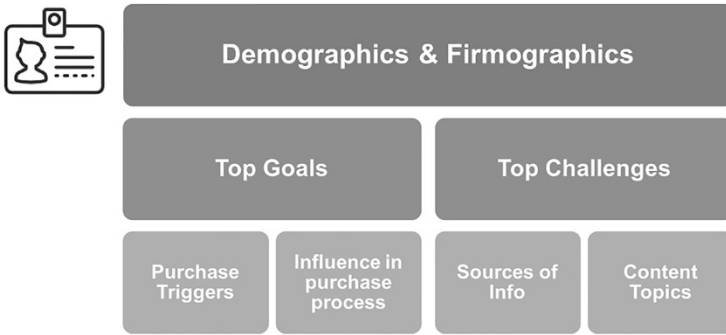 Demographics & Firmographics
Top Goals
Top Challenges
Purchase
Triggers
Influence in
purchase
process
Sources of
Info
Content
Topics